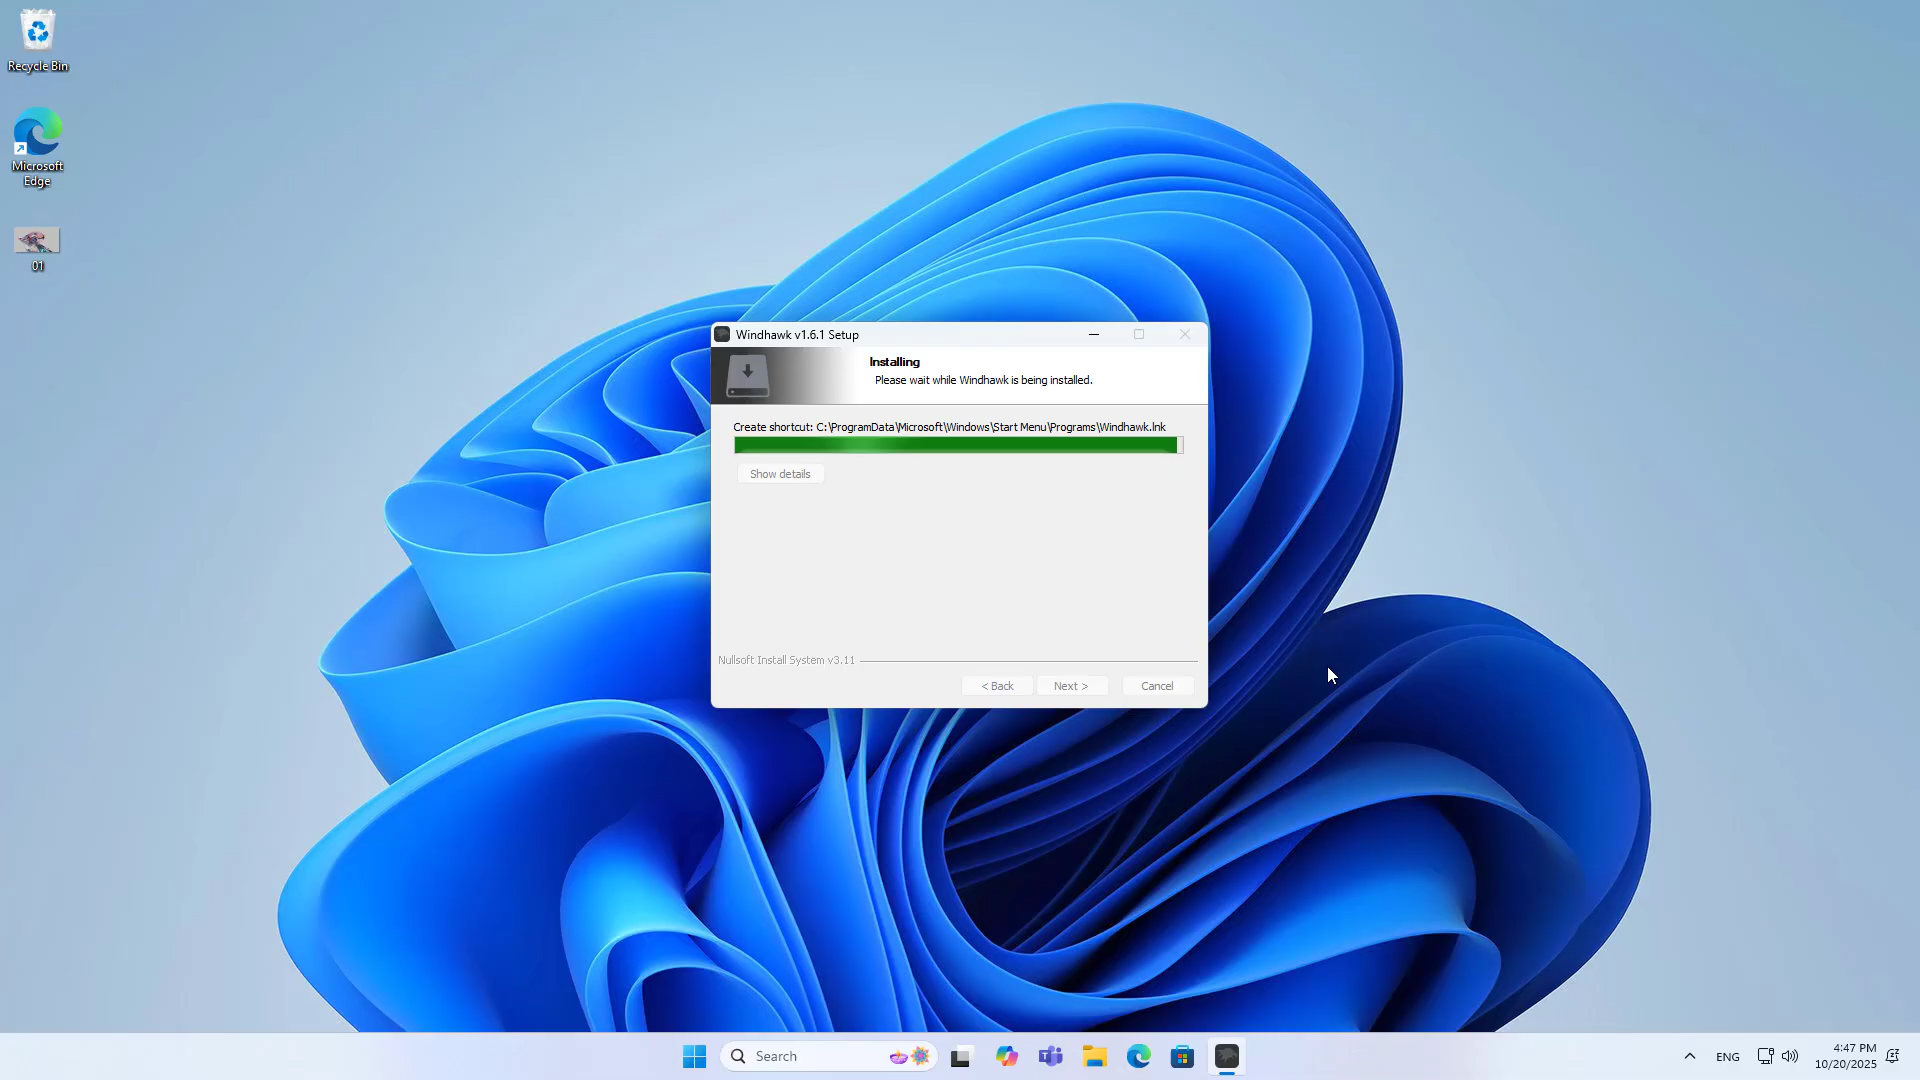 Recycle Bin
Microsoft
Edge
01
Windhawk v1.6.1 Setup
Installing
Please wait while Windhawk is being installed.
Create shortcut: C:\ProgramData\Microsoft\Windows\Start Menu\Programs\Windhawk.lnk
Show details
Nullsoft Install System v3.11
< Back
Next >
Cancel
Search
ENG
4:47 PM
10/20/2025